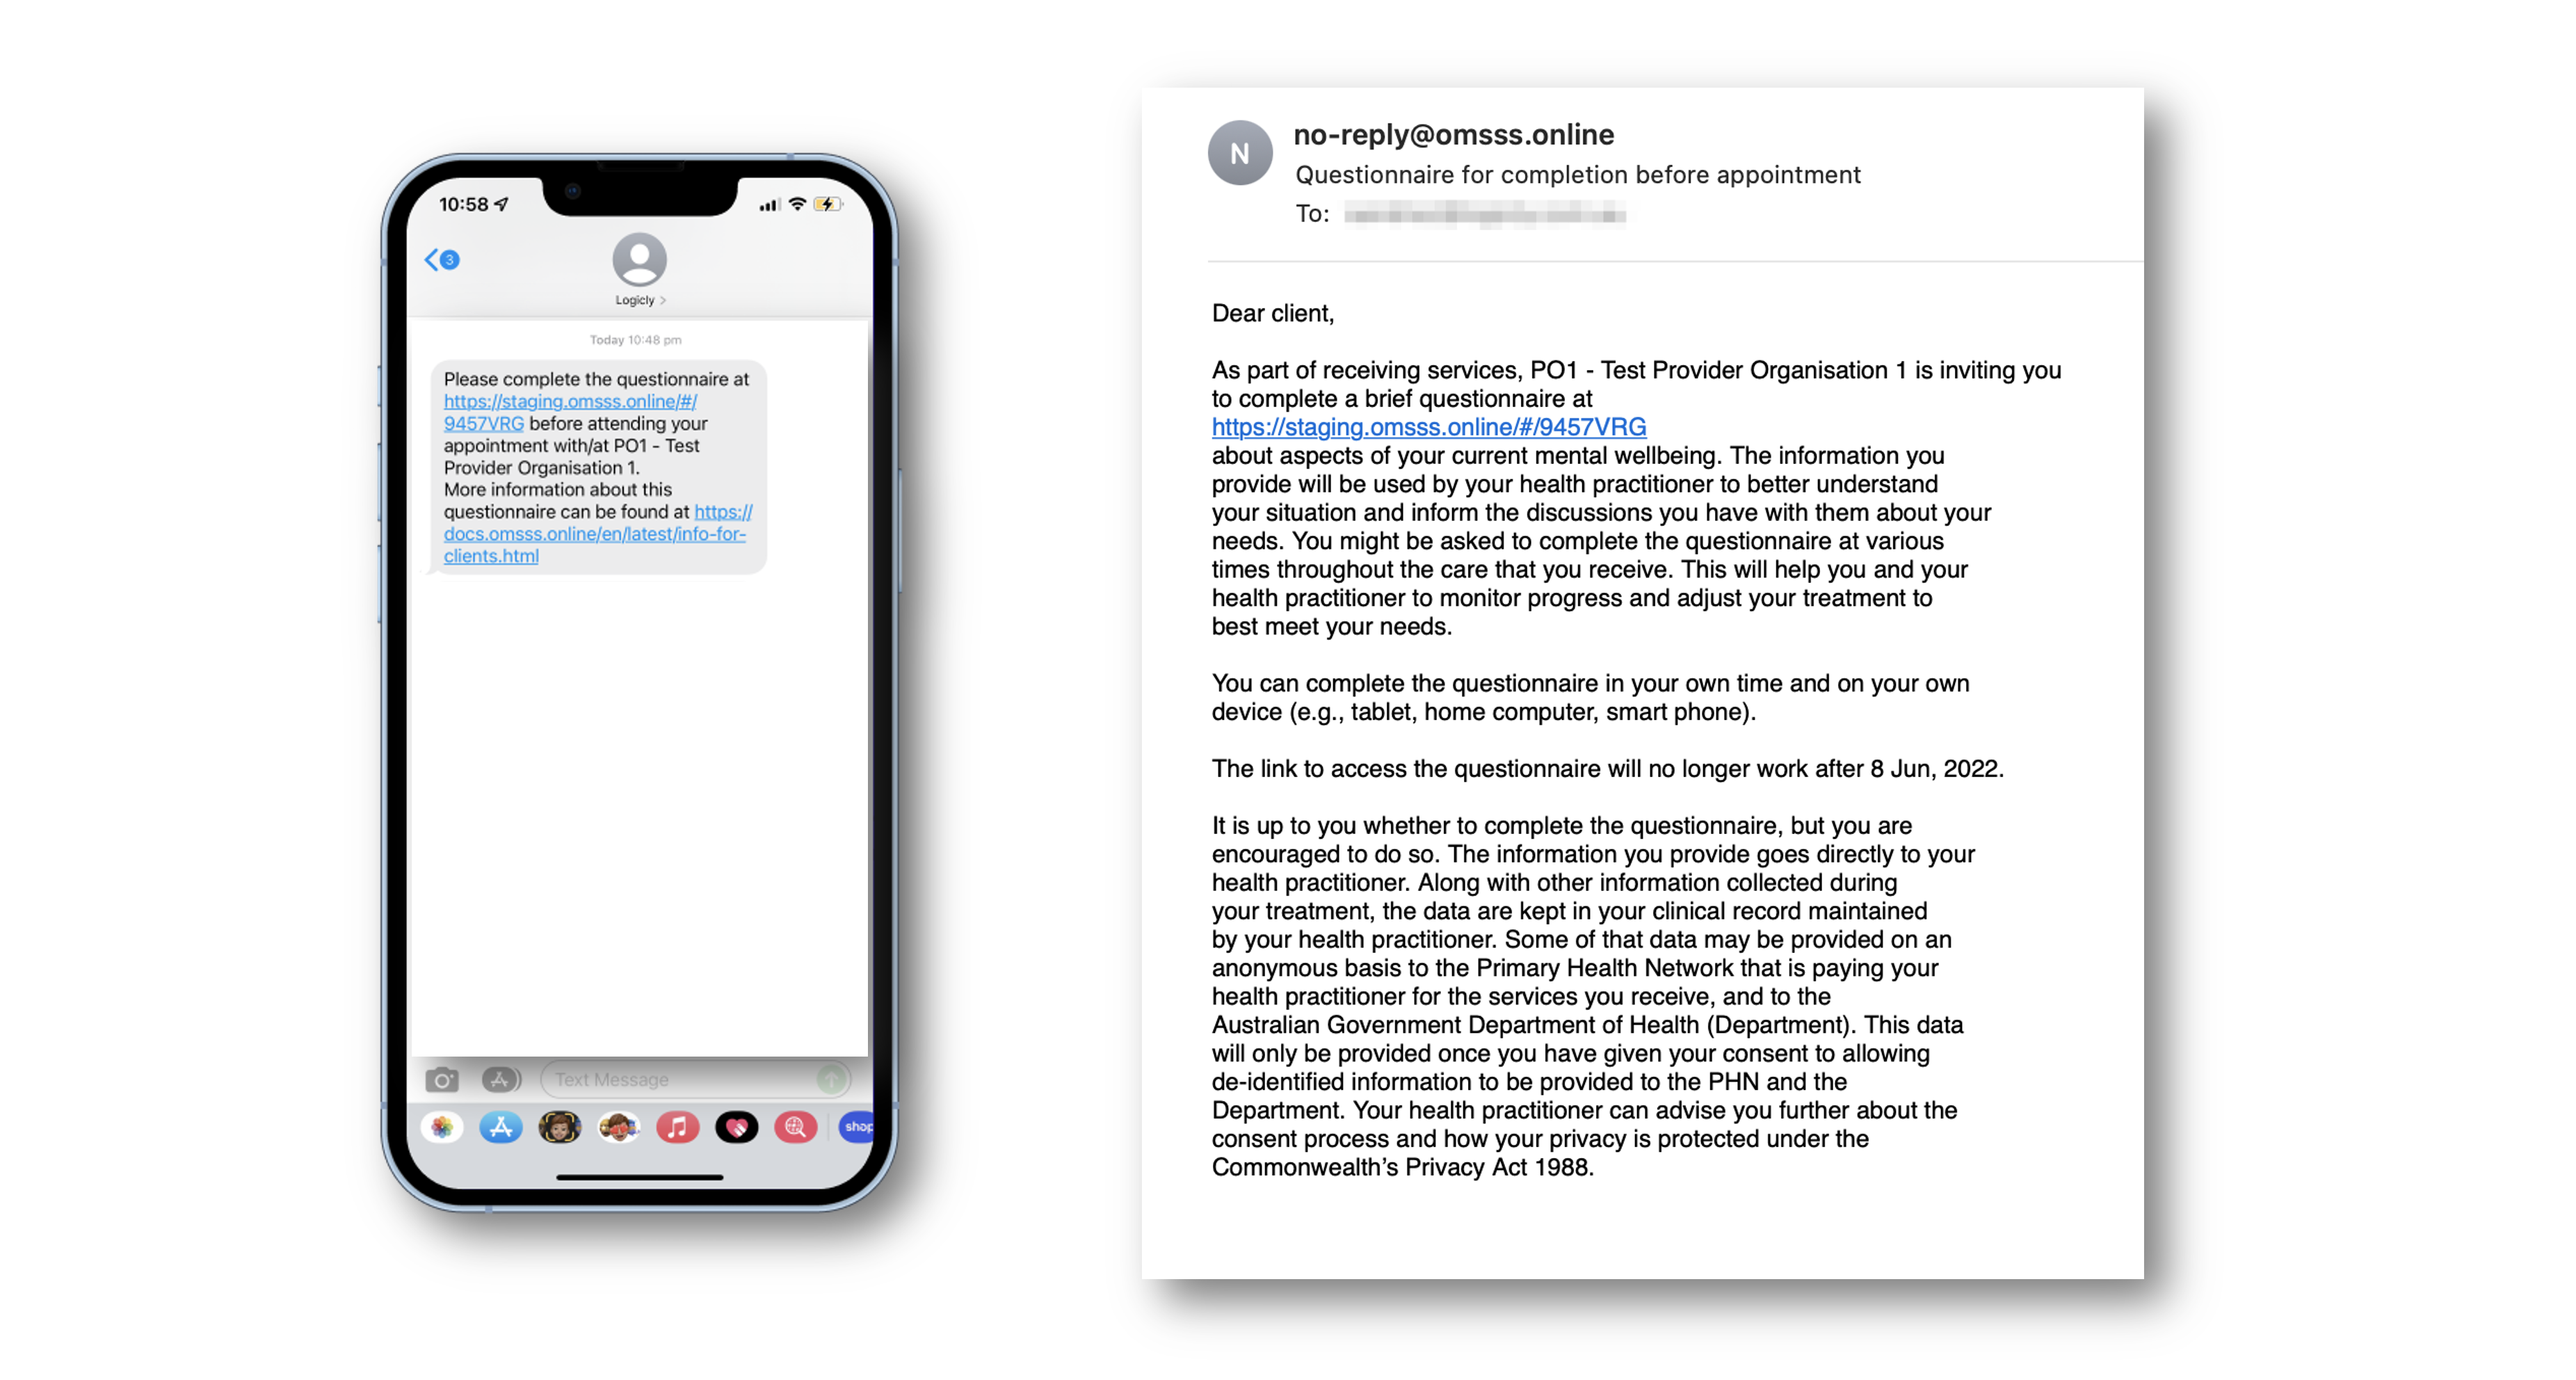 10:58
3
Logicly >
Today 10:48 pm
Please complete the questionnaire at
https://staging.omsss.online/#/
9457VRG before attending your
appointment with/at PO1 - Test
Provider Organisation 1.
More information about this
questionnaire can be found at https://
docs.omsss.online/en/latest/info-for-
clients.html
Text Message
shop
N
no-reply@omsss.online
Questionnaire for completion before appointment
To:
Dear client,
As part of receiving services, PO1 - Test Provider Organisation 1 is inviting you
to complete a brief questionnaire at
https://staging.omsss.online/#/9457VRG
about aspects of your current mental wellbeing. The information you
provide will be used by your health practitioner to better understand
your situation and inform the discussions you have with them about your
needs. You might be asked to complete the questionnaire at various
times throughout the care that you receive. This will help you and your
health practitioner to monitor progress and adjust your treatment to
best meet your needs.
You can complete the questionnaire in your own time and on your own
device (e.g., tablet, home computer, smart phone).
The link to access the questionnaire will no longer work after 8 Jun, 2022.
It is up to you whether to complete the questionnaire, but you are
encouraged to do so. The information you provide goes directly to your
health practitioner. Along with other information collected during
your treatment, the data are kept in your clinical record maintained
by your health practitioner. Some of that data may be provided on an
anonymous basis to the Primary Health Network that is paying your
health practitioner for the services you receive, and to the
Australian Government Department of Health (Department). This data
will only be provided once you have given your consent to allowing
de-identified information to be provided to the PHN and the
Department. Your health practitioner can advise you further about the
consent process and how your privacy is protected under the
Commonwealth’s Privacy Act 1988.